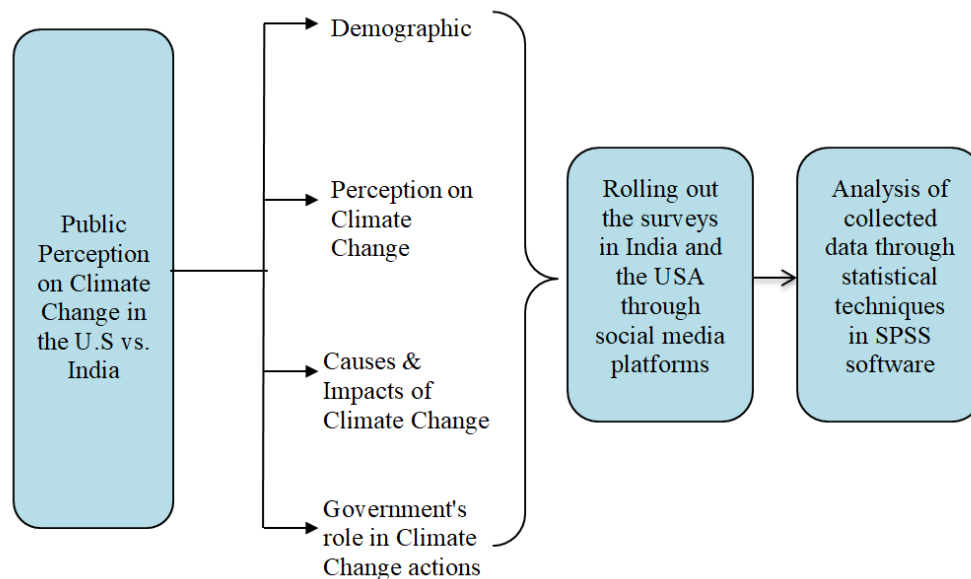 Public
Perception
on Climate
Change in
the U.S vs.
India
Demographic
Perception on
Climate
Change
Causes &
Impacts of
Climate Change
Government's
role in Climate
Change actions
Rolling out
the surveys
in India and
the USA
through
social media
platforms
Analysis of
collected
data through
statistical
techniques
in SPSS
software